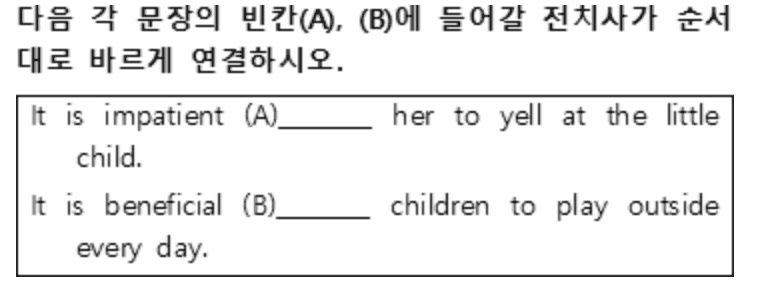 다음 각 문장의 빈칸(A), (B)에 들어갈 전치사가 순서
대로 바르게 연결하시오.
It is impatient (A)______ her to yell at the little
child.
It is beneficial (B)______ children to play outside
every day.